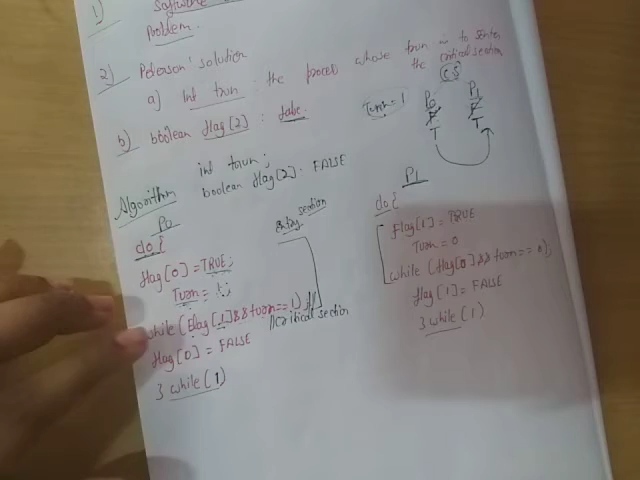 1) Software
Problem.
2) Peterson's solution
a) Int turn : the process whose turn is to enter
the critical section
b) boolean flag[2] : false.
C.S
Turn = 1
P0 P1
F F
T T
Algorithm int turn;
boolean flag[2]. FALSE
P0
do {
flag[0] = TRUE;
Turn = 1;
while (flag[1] && turn == 1);
// Critical section
flag[0] = FALSE
} while (1)
entry section
P1
do {
flag[1] = TRUE
Turn = 0
while (flag[0] && turn == 0);
flag[1] = FALSE
} while (1)